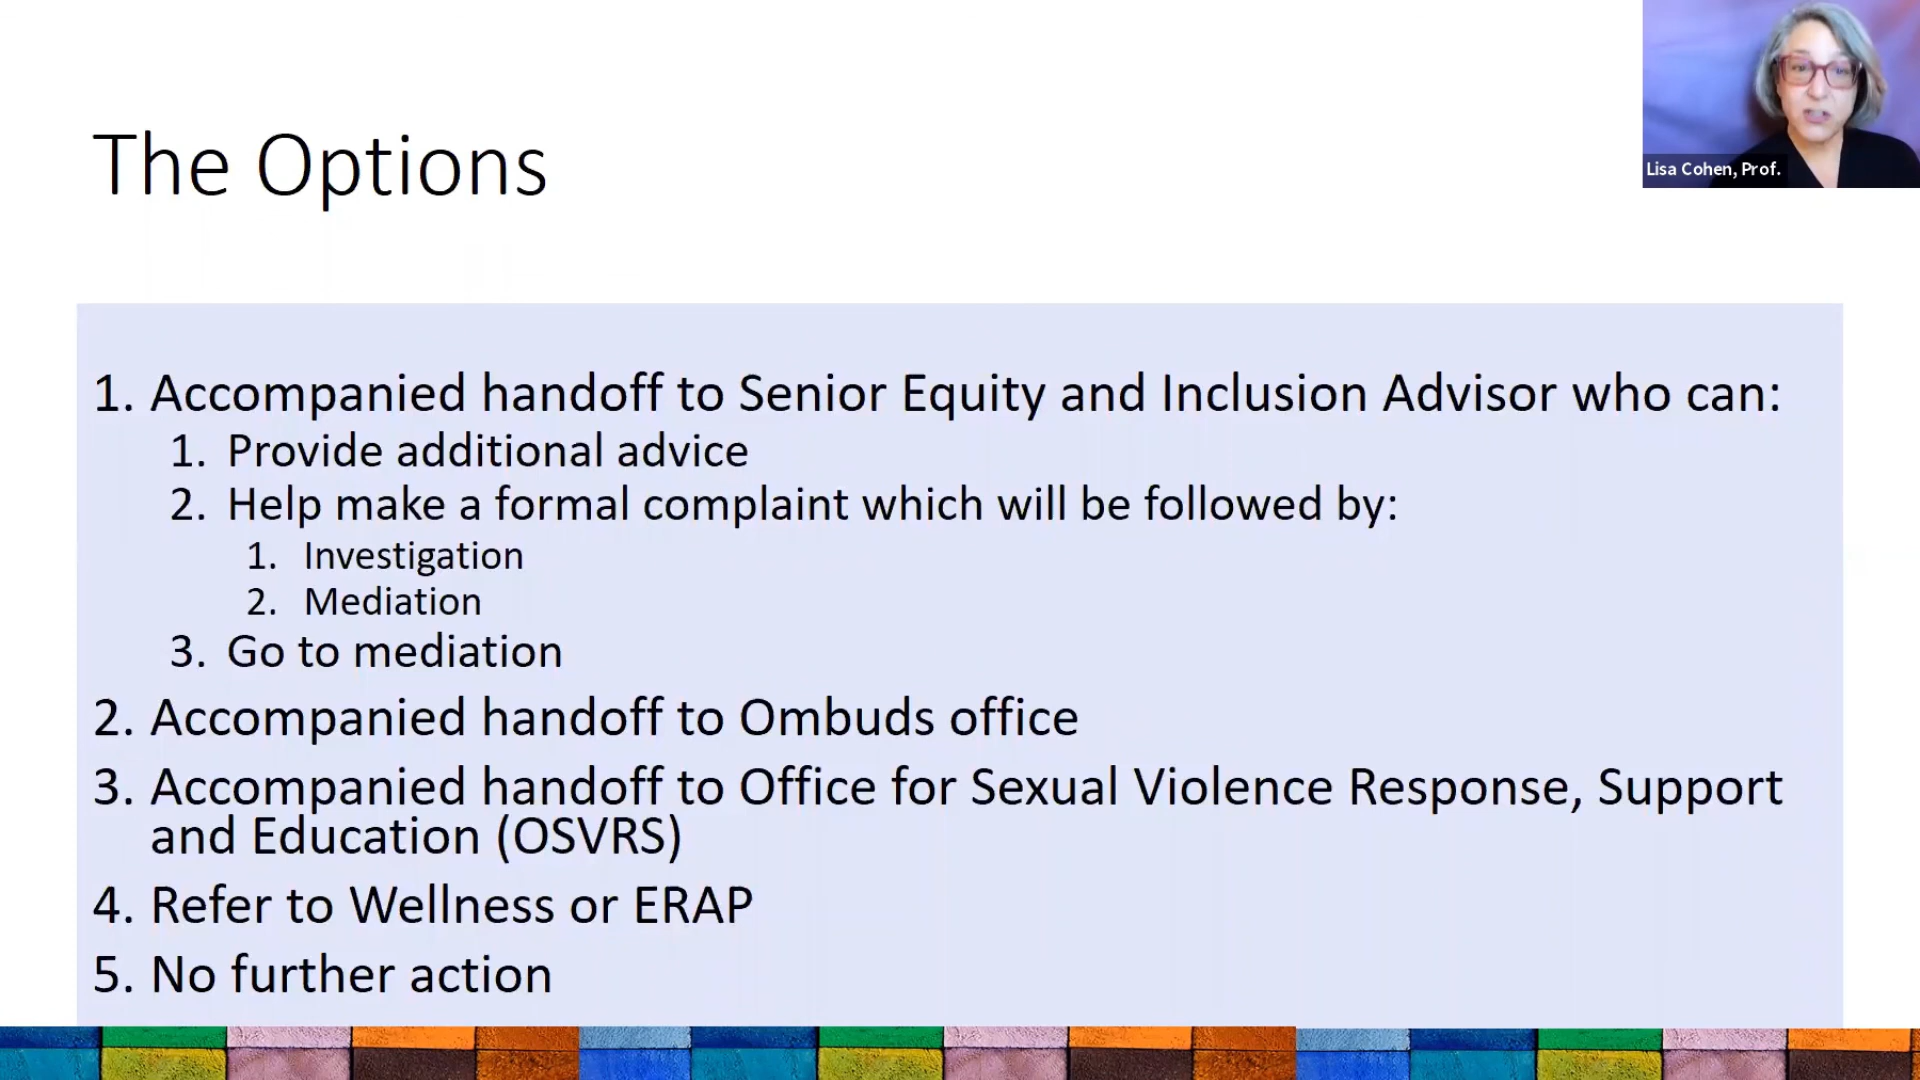 Lisa Cohen, Prof.
The Options
1. Accompanied handoff to Senior Equity and Inclusion Advisor who can:
1. Provide additional advice
2. Help make a formal complaint which will be followed by:
1. Investigation
2. Mediation
3. Go to mediation
2. Accompanied handoff to Ombuds office
3. Accompanied handoff to Office for Sexual Violence Response, Support
and Education (OSVRS)
4. Refer to Wellness or ERAP
5. No further action